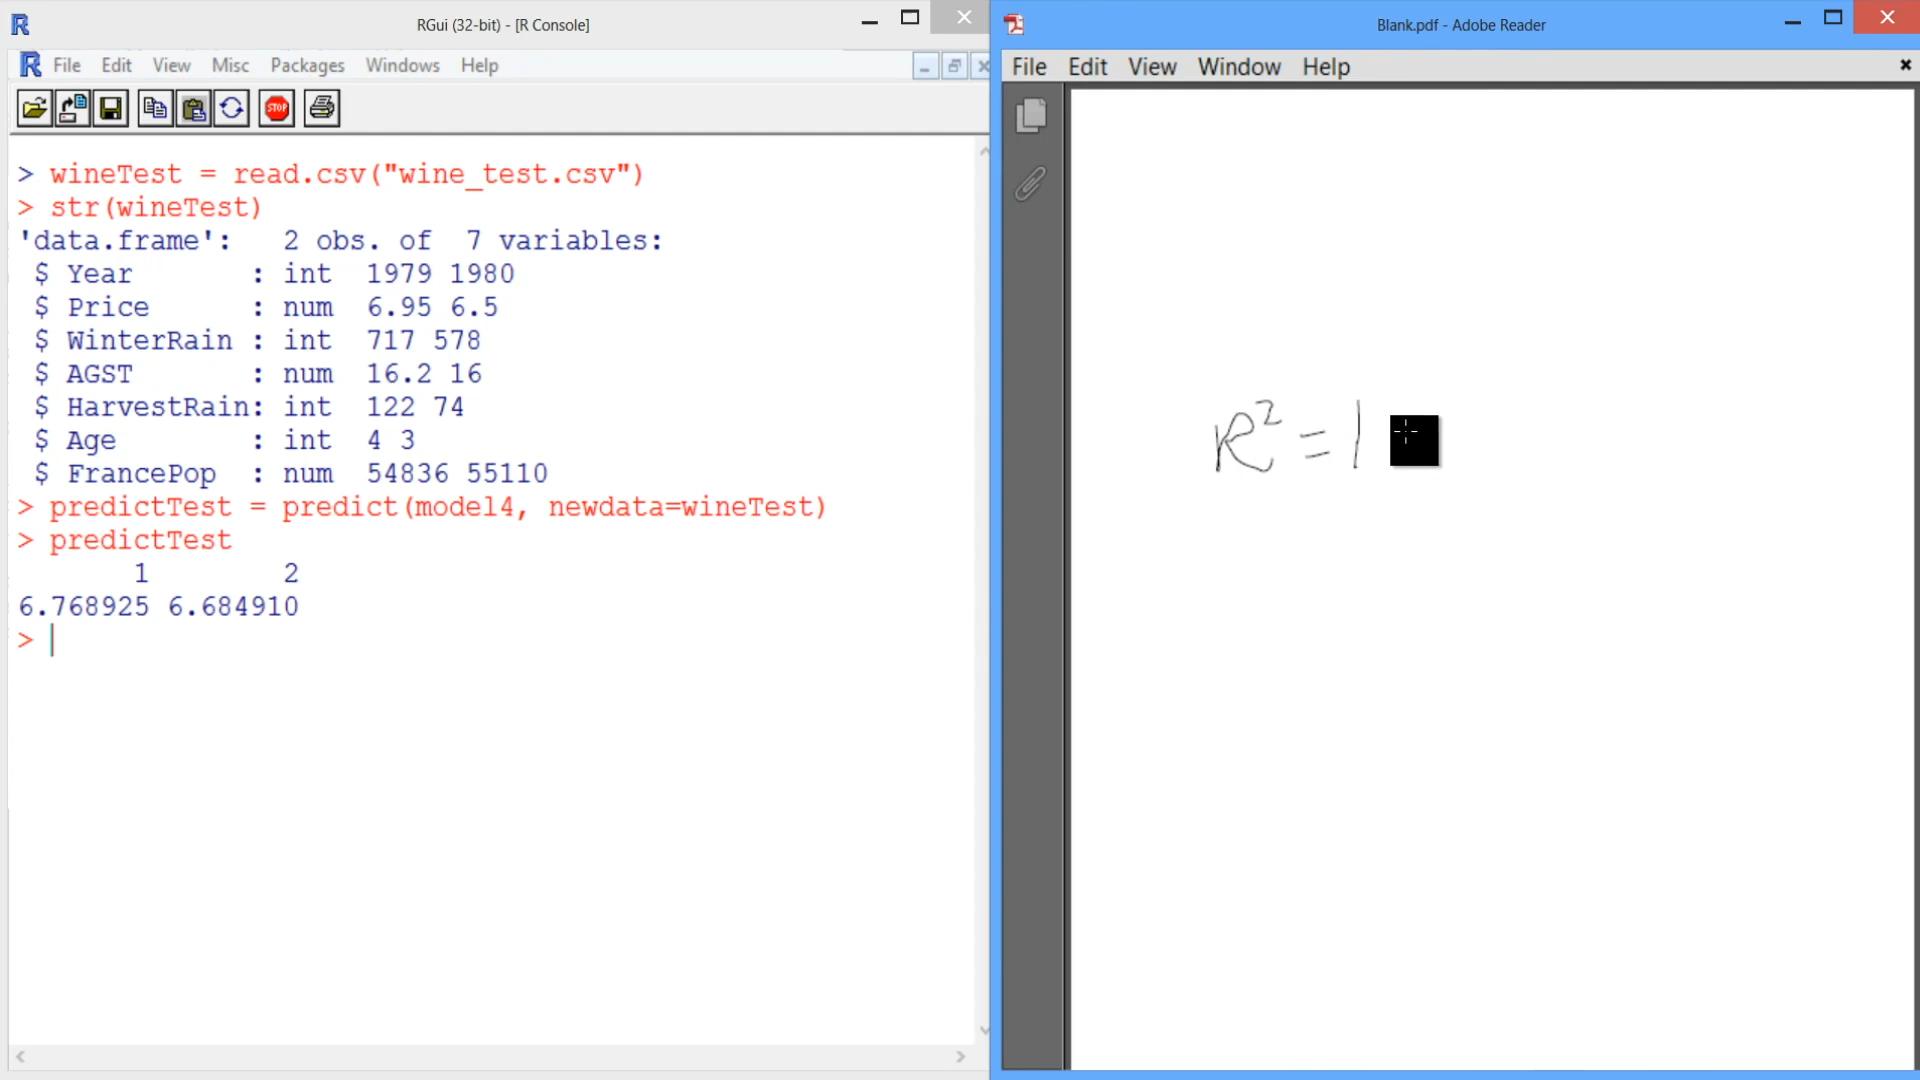 RGui (32-bit) - [R Console]
File Edit View Misc Packages Windows Help
STOP
> wineTest = read.csv("wine_test.csv")
> str(wineTest)
'data.frame':   2 obs. of  7 variables:
 $ Year       : int  1979 1980
 $ Price      : num  6.95 6.5
 $ WinterRain : int  717 578
 $ AGST       : num  16.2 16
 $ HarvestRain: int  122 74
 $ Age        : int  4 3
 $ FrancePop  : num  54836 55110
> predictTest = predict(model4, newdata=wineTest)
> predictTest
       1        2
6.768925 6.684910
>
Blank.pdf - Adobe Reader
File Edit View Window Help
R² = 1